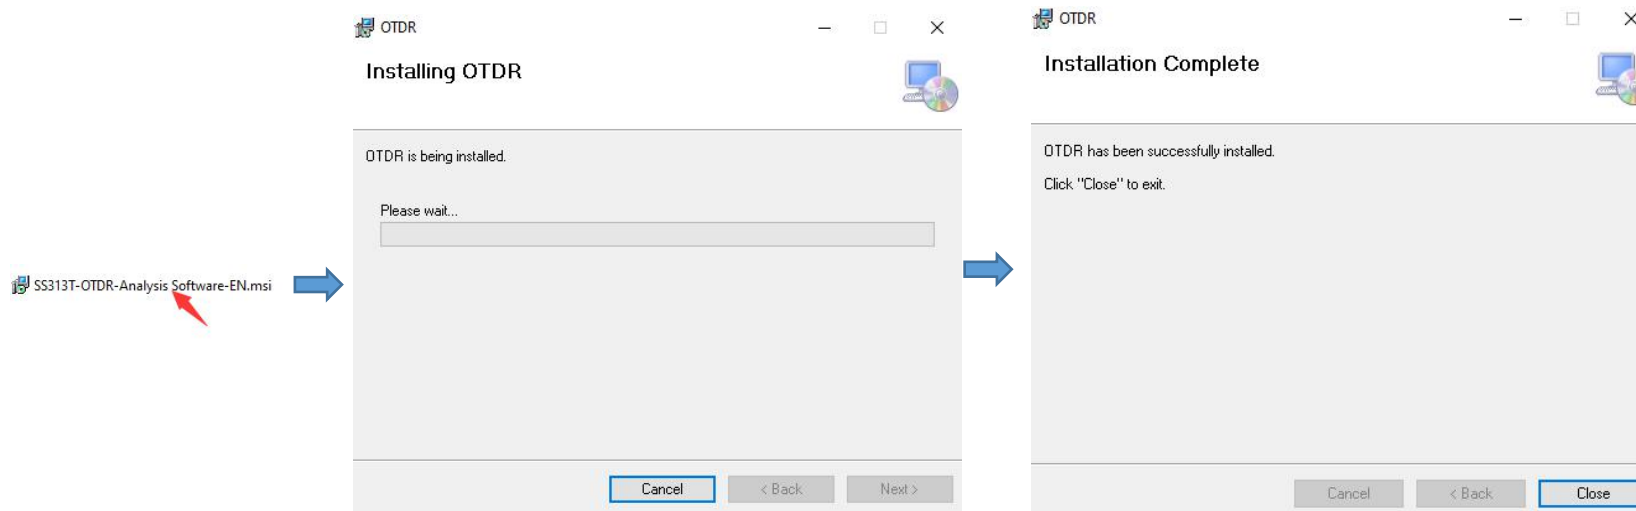 SS313T-OTDR-Analysis Software-EN.msi
OTDR
Installing OTDR
OTDR is being installed.
Please wait...
Cancel
< Back
Next >
OTDR
Installation Complete
OTDR has been successfully installed.
Click "Close" to exit.
Cancel
< Back
Close